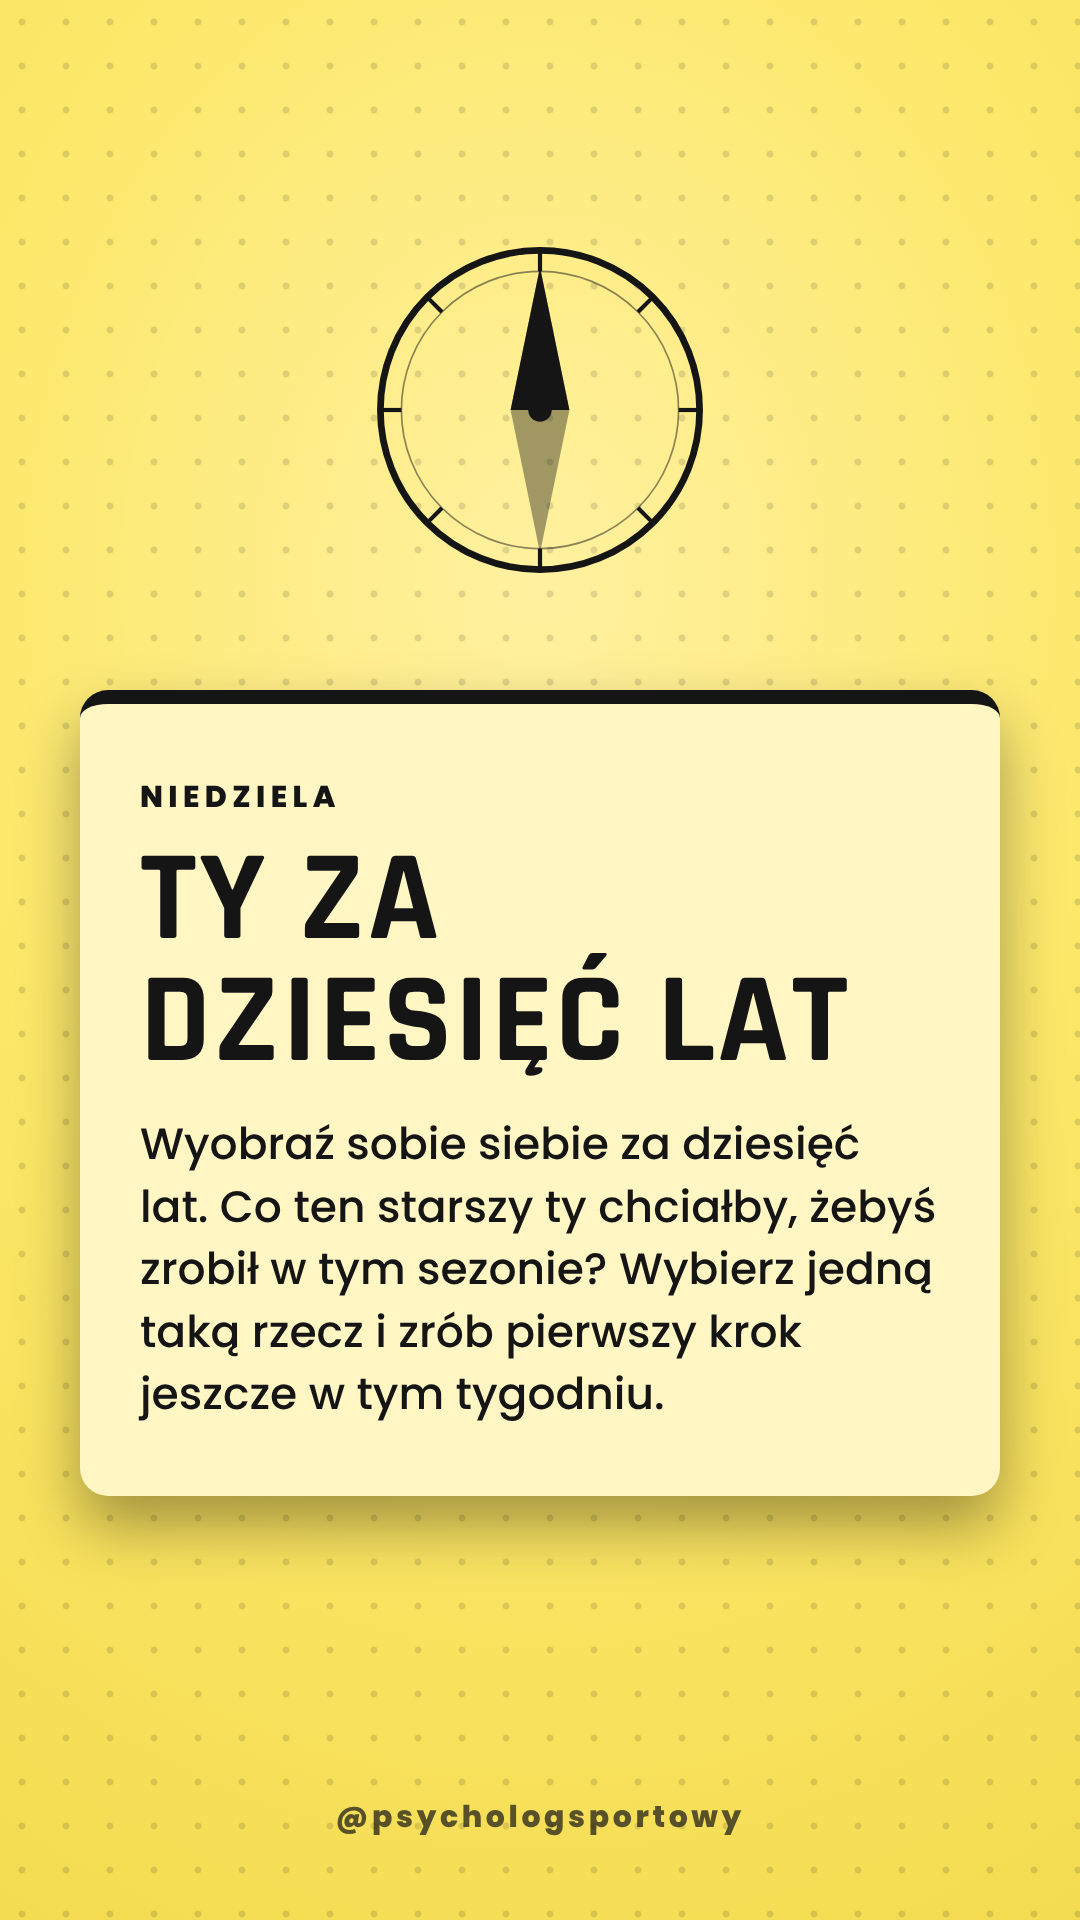 NIEDZIELA
TY ZA
DZIESIĘĆ LAT
Wyobraź sobie siebie za dziesięć
lat. Co ten starszy ty chciałby, żebyś
zrobił w tym sezonie? Wybierz jedną
taką rzecz i zrób pierwszy krok
jeszcze w tym tygodniu.
@psychologsportowy